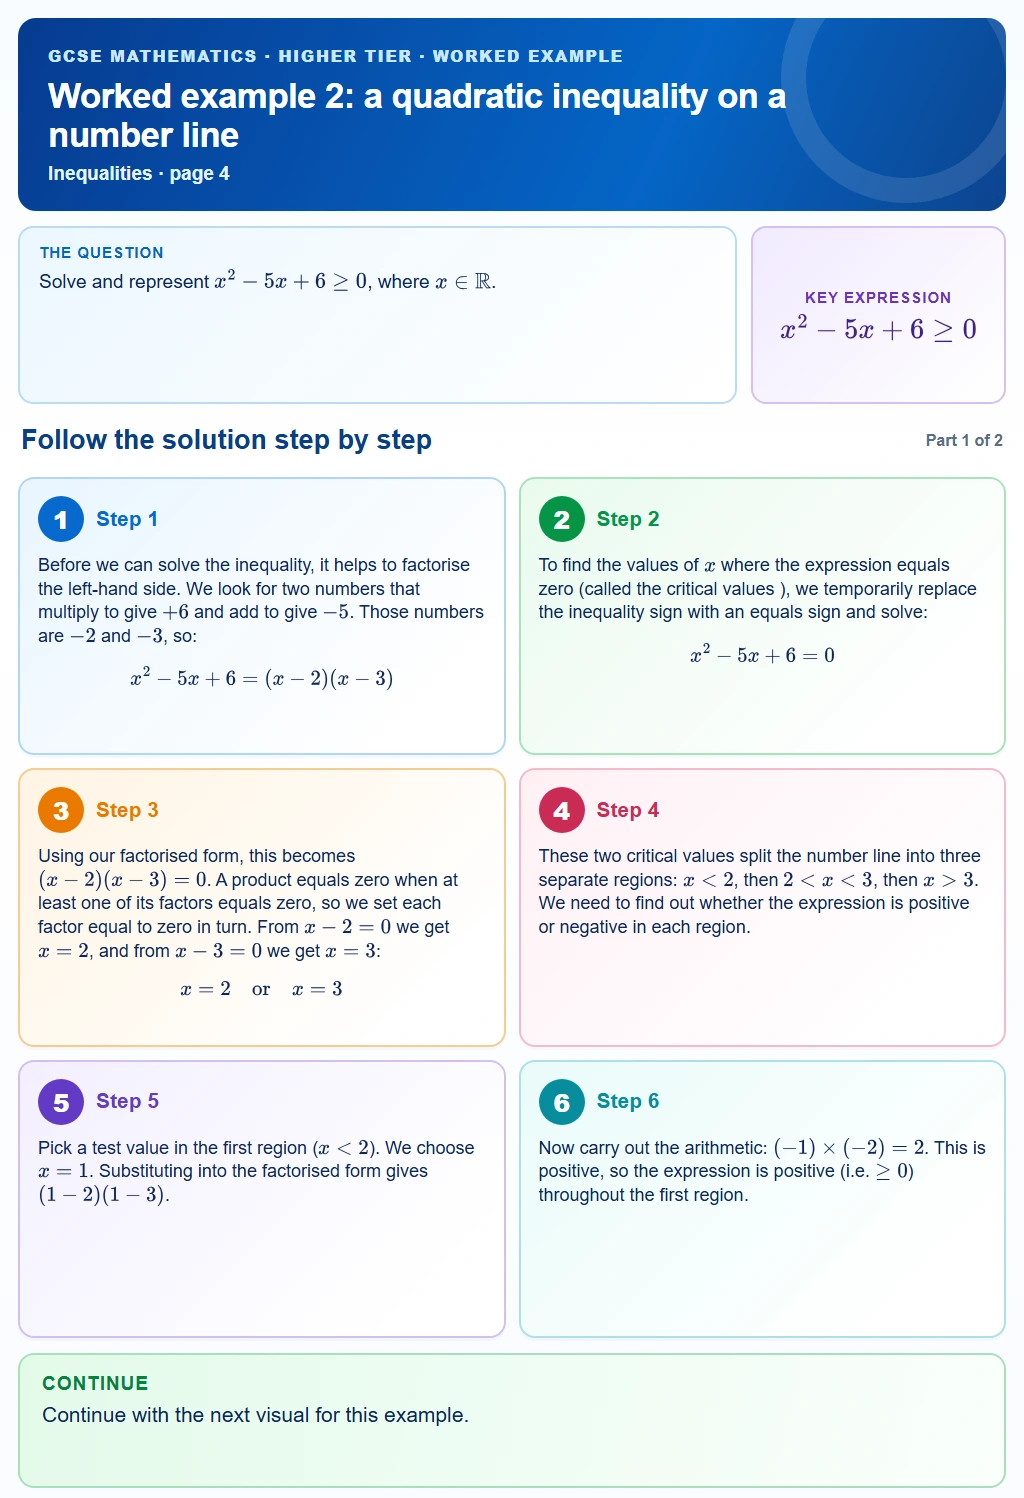 GCSE MATHEMATICS · HIGHER TIER · WORKED EXAMPLE
Worked example 2: a quadratic inequality on a
number line
Inequalities · page 4
THE QUESTION
Solve and represent x² − 5x + 6 ≥ 0, where x ∈ ℝ.
KEY EXPRESSION
x² − 5x + 6 ≥ 0
Follow the solution step by step
Part 1 of 2
1 Step 1
Before we can solve the inequality, it helps to factorise
the left-hand side. We look for two numbers that
multiply to give +6 and add to give −5. Those numbers
are −2 and −3, so:
x² − 5x + 6 = (x − 2)(x − 3)
2 Step 2
To find the values of x where the expression equals
zero (called the critical values ), we temporarily replace
the inequality sign with an equals sign and solve:
x² − 5x + 6 = 0
3 Step 3
Using our factorised form, this becomes
(x − 2)(x − 3) = 0. A product equals zero when at
least one of its factors equals zero, so we set each
factor equal to zero in turn. From x − 2 = 0 we get
x = 2, and from x − 3 = 0 we get x = 3:
x = 2 or x = 3
4 Step 4
These two critical values split the number line into three
separate regions: x < 2, then 2 < x < 3, then x > 3.
We need to find out whether the expression is positive
or negative in each region.
5 Step 5
Pick a test value in the first region (x < 2). We choose
x = 1. Substituting into the factorised form gives
(1 − 2)(1 − 3).
6 Step 6
Now carry out the arithmetic: (−1) × (−2) = 2. This is
positive, so the expression is positive (i.e. ≥ 0)
throughout the first region.
CONTINUE
Continue with the next visual for this example.